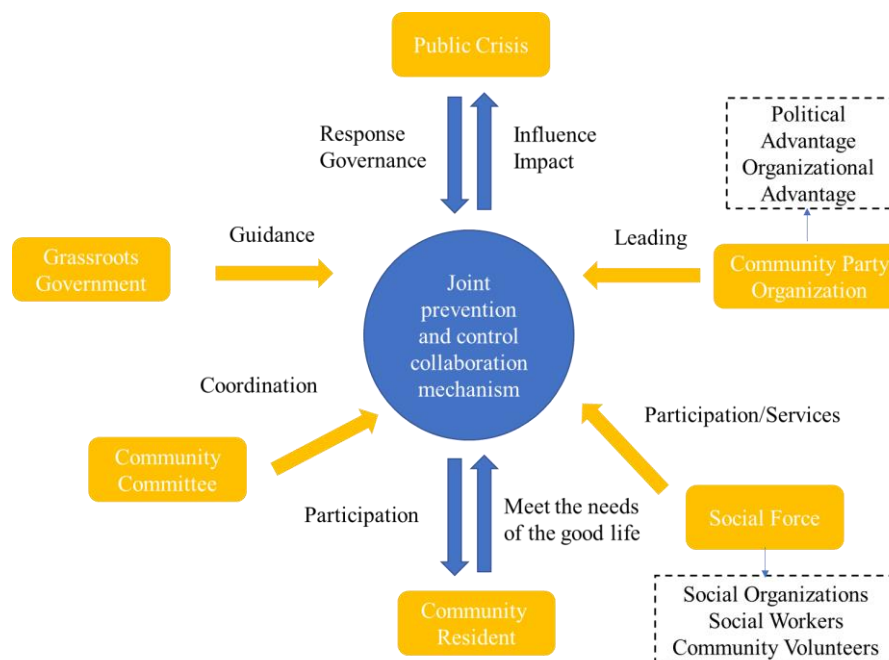 Public Crisis
Response
Governance
Influence
Impact
Political
Advantage
Organizational
Advantage
Grassroots
Government
Guidance
Leading
Community Party
Organization
Joint
prevention
and control
collaboration
mechanism
Coordination
Community
Committee
Participation/Services
Social Force
Participation
Meet the needs
of the good life
Community
Resident
Social Organizations
Social Workers
Community Volunteers